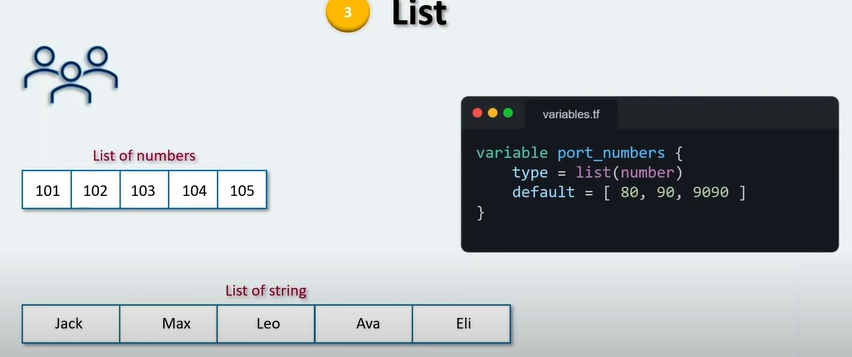 3 List
List of numbers
101 102 103 104 105
variables.tf
variable port_numbers {
    type = list(number)
    default = [ 80, 90, 9090 ]
}
List of string
Jack Max Leo Ava Eli